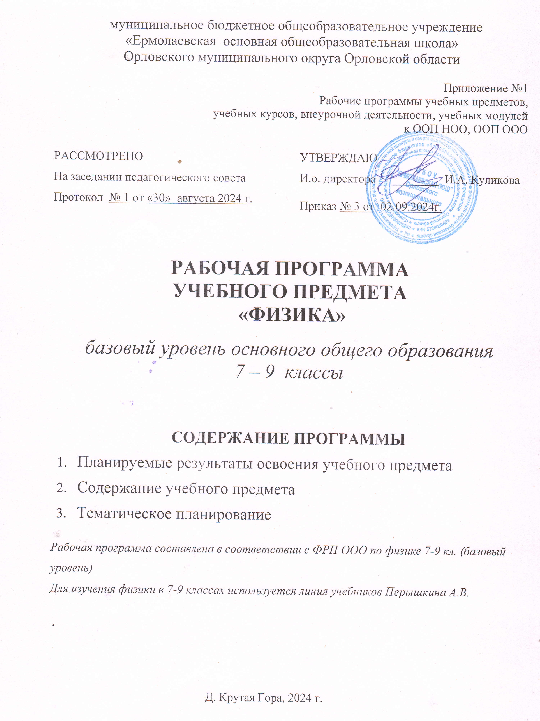 муниципальное бюджетное общеобразовательное учреждение
«Ермолаевская основная общеобразовательная школа»
Орловского муниципального округа Орловской области
Приложение №1
Рабочие программы учебных предметов,
учебных курсов, внеурочной деятельности, учебных модулей
к ООП НОО, ООП ООО
РАССМОТРЕНО
На заседании педагогического совета
Протокол № 1 от «30» августа 2024 г.
УТВЕРЖДАЮ
И.о. директора И.А. Куликова
Приказ № 3 от 02.09.2024г.
РАБОЧАЯ ПРОГРАММА
УЧЕБНОГО ПРЕДМЕТА
«ФИЗИКА»
базовый уровень основного общего образования
7 – 9 классы
СОДЕРЖАНИЕ ПРОГРАММЫ
1. Планируемые результаты освоения учебного предмета
2. Содержание учебного предмета
3. Тематическое планирование
Рабочая программа составлена в соответствии с ФРП ООО по физике 7-9 кл. (базовый
уровень)
Для изучения физики в 7-9 классах используется линия учебников Перышкина А.В.
Д. Крутая Гора, 2024 г.